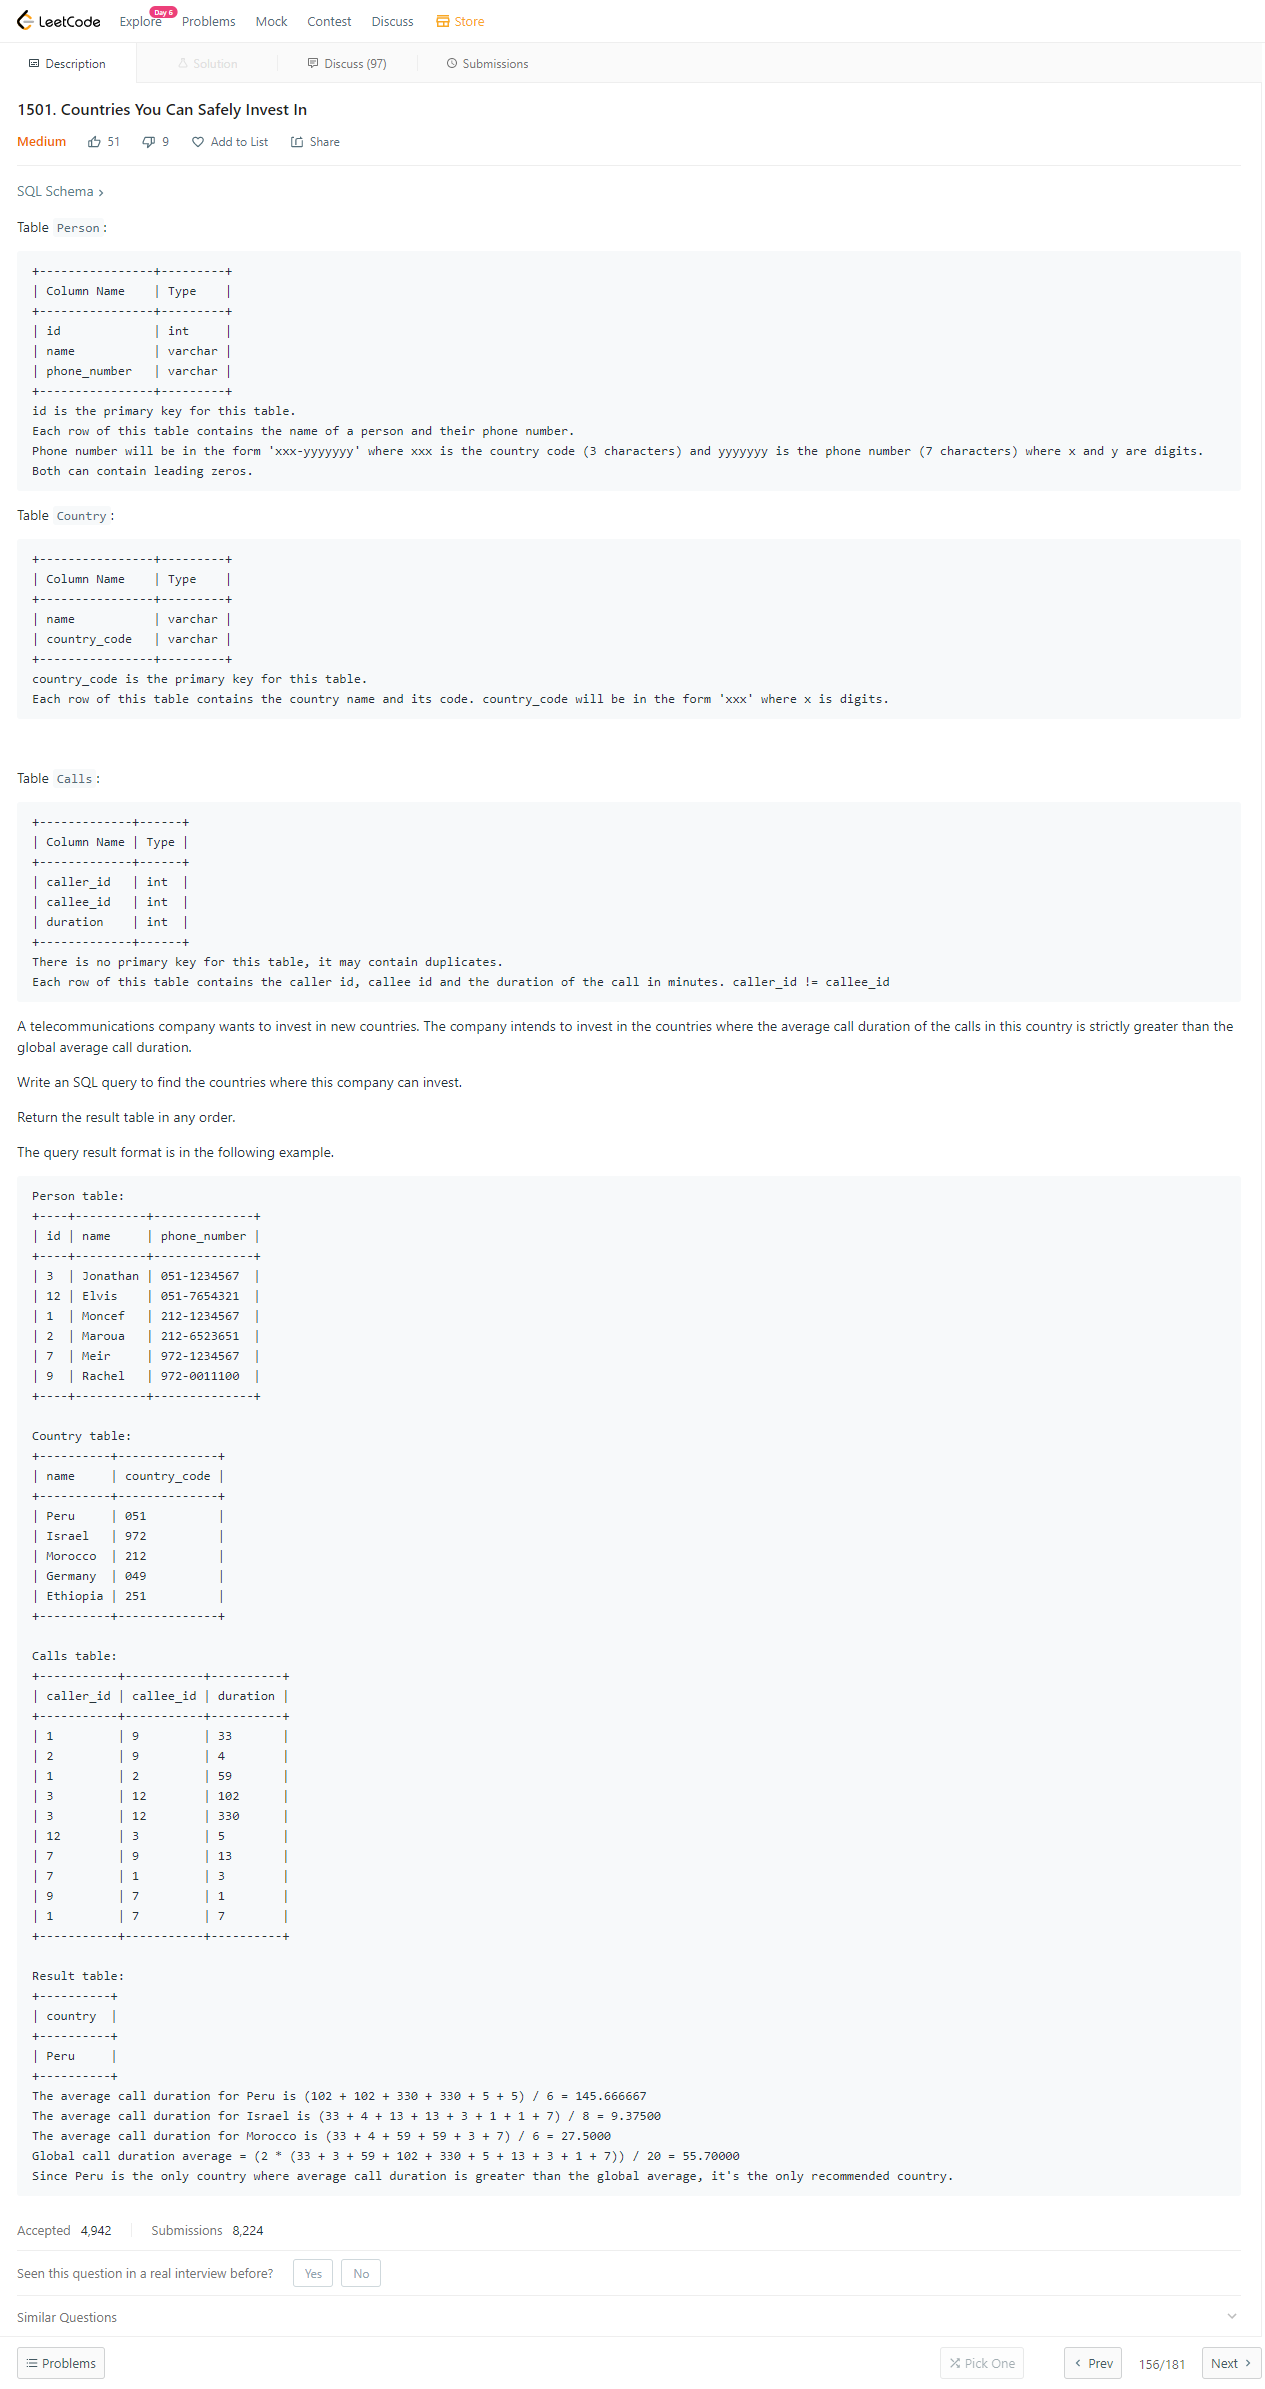 LeetCode Explore Day 6 Problems Mock Contest Discuss Store
Description Solution Discuss (97) Submissions
1501. Countries You Can Safely Invest In
Medium 51 9 Add to List Share
SQL Schema >
Table Person:
+----------------+---------+
| Column Name    | Type    |
+----------------+---------+
| id             | int     |
| name           | varchar |
| phone_number   | varchar |
+----------------+---------+
id is the primary key for this table.
Each row of this table contains the name of a person and their phone number.
Phone number will be in the form 'xxx-yyyyyyy' where xxx is the country code (3 characters) and yyyyyyy is the phone number (7 characters) where x and y are digits.
Both can contain leading zeros.
Table Country:
+----------------+---------+
| Column Name    | Type    |
+----------------+---------+
| name           | varchar |
| country_code   | varchar |
+----------------+---------+
country_code is the primary key for this table.
Each row of this table contains the country name and its code. country_code will be in the form 'xxx' where x is digits.
Table Calls:
+-------------+------+
| Column Name | Type |
+-------------+------+
| caller_id   | int  |
| callee_id   | int  |
| duration    | int  |
+-------------+------+
There is no primary key for this table, it may contain duplicates.
Each row of this table contains the caller id, callee id and the duration of the call in minutes. caller_id != callee_id
A telecommunications company wants to invest in new countries. The company intends to invest in the countries where the average call duration of the calls in this country is strictly greater than the
global average call duration.
Write an SQL query to find the countries where this company can invest.
Return the result table in any order.
The query result format is in the following example.
Person table:
+----+----------+--------------+
| id | name     | phone_number |
+----+----------+--------------+
| 3  | Jonathan | 051-1234567  |
| 12 | Elvis    | 051-7654321  |
| 1  | Moncef   | 212-1234567  |
| 2  | Maroua   | 212-6523651  |
| 7  | Meir     | 972-1234567  |
| 9  | Rachel   | 972-0011100  |
+----+----------+--------------+
Country table:
+----------+--------------+
| name     | country_code |
+----------+--------------+
| Peru     | 051          |
| Israel   | 972          |
| Morocco  | 212          |
| Germany  | 049          |
| Ethiopia | 251          |
+----------+--------------+
Calls table:
+-----------+-----------+----------+
| caller_id | callee_id | duration |
+-----------+-----------+----------+
| 1         | 9         | 33       |
| 2         | 9         | 4        |
| 1         | 2         | 59       |
| 3         | 12        | 102      |
| 3         | 12        | 330      |
| 12        | 3         | 5        |
| 7         | 9         | 13       |
| 7         | 1         | 3        |
| 9         | 7         | 1        |
| 1         | 7         | 7        |
+-----------+-----------+----------+
Result table:
+----------+
| country  |
+----------+
| Peru     |
+----------+
The average call duration for Peru is (102 + 102 + 330 + 330 + 5 + 5) / 6 = 145.666667
The average call duration for Israel is (33 + 4 + 13 + 13 + 3 + 1 + 1 + 7) / 8 = 9.37500
The average call duration for Morocco is (33 + 4 + 59 + 59 + 3 + 7) / 6 = 27.5000
Global call duration average = (2 * (33 + 3 + 59 + 102 + 330 + 5 + 13 + 3 + 1 + 7)) / 20 = 55.70000
Since Peru is the only country where average call duration is greater than the global average, it's the only recommended country.
Accepted 4,942 Submissions 8,224
Seen this question in a real interview before? Yes No
Similar Questions
Problems Pick One < Prev 156/181 Next >